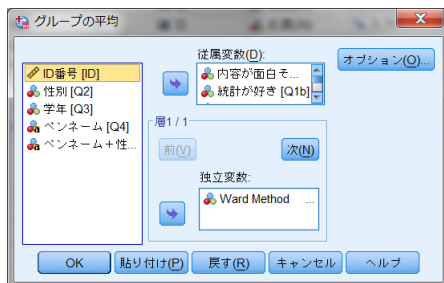 グループの平均
ID番号 [ID]
性別 [Q2]
学年 [Q3]
ペンネーム [Q4]
ペンネーム+性...
従属変数(D):
内容が面白そ...
統計が好き [Q1b]
オプション(O)...
層1 / 1
前(V)
次(N)
独立変数:
Ward Method ...
OK
貼り付け(P)
戻す(R)
キャンセル
ヘルプ